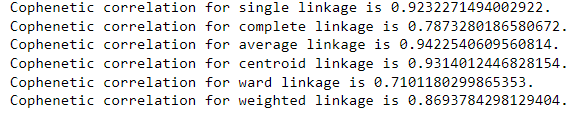 Cophenetic correlation for single linkage is 0.9232271494002922.
Cophenetic correlation for complete linkage is 0.7873280186580672.
Cophenetic correlation for average linkage is 0.9422540609560814.
Cophenetic correlation for centroid linkage is 0.9314012446828154.
Cophenetic correlation for ward linkage is 0.7101180299865353.
Cophenetic correlation for weighted linkage is 0.8693784298129404.